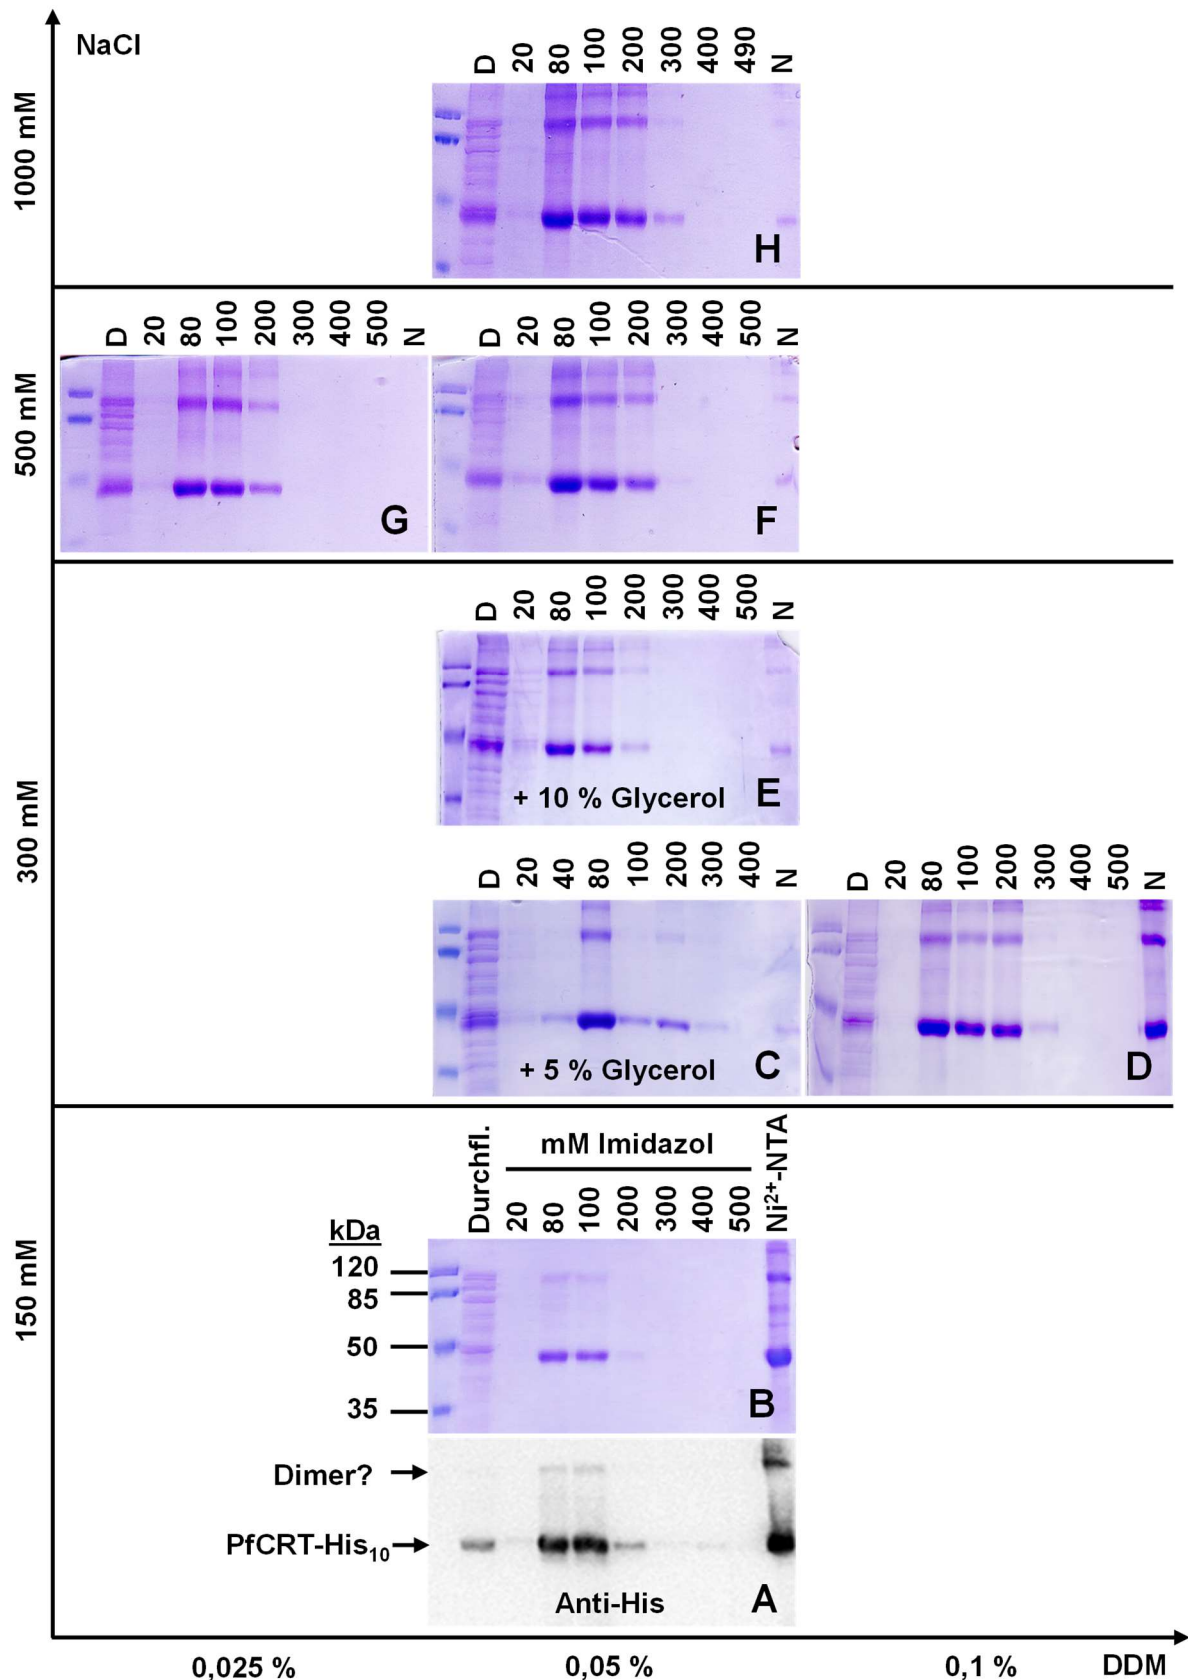 NaCl
1000 mM
D 20 80 100 200 300 400 490 N
H
500 mM
D 20 80 100 200 300 400 500 N
G
D 20 80 100 200 300 400 500 N
F
300 mM
D 20 80 100 200 300 400 500 N
+ 10 % Glycerol
E
D 20 40 80 100 200 300 400 N
+ 5 % Glycerol
C
D 20 80 100 200 300 400 500 N
D
150 mM
mM Imidazol
Durchfl. 20 80 100 200 300 400 500 Ni²⁺-NTA
kDa
120
85
50
35
B
Dimer?
PfCRT-His₁₀
Anti-His
A
0,025 % 0,05 % 0,1 % DDM